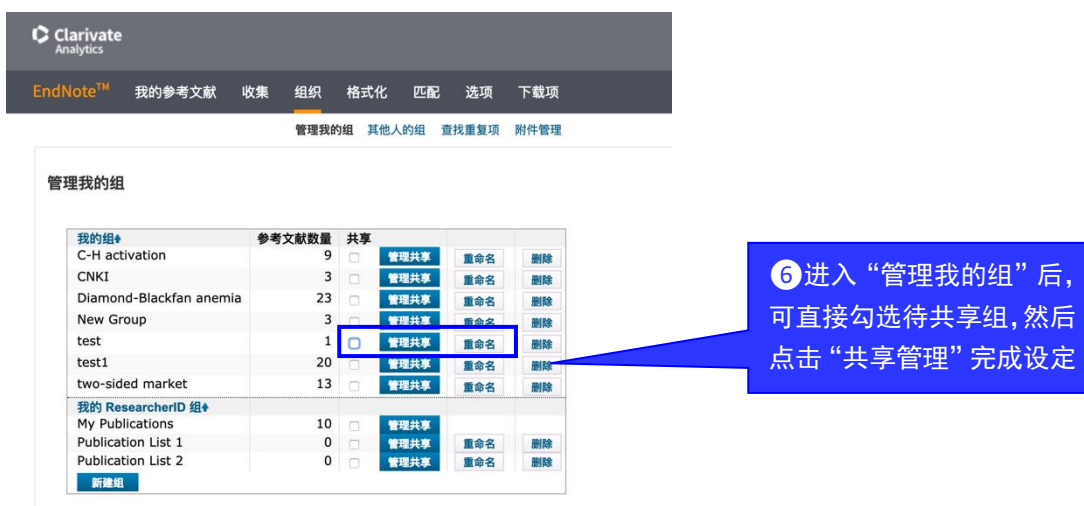 Clarivate
Analytics
EndNote™ 我的参考文献 收集 组织 格式化 匹配 选项 下载项
管理我的组 其他人的组 查找重复项 附件管理
管理我的组
我的组 参考文献数量 共享
C-H activation 9 管理共享 重命名 删除
CNKI 3 管理共享 重命名 删除
Diamond-Blackfan anemia 23 管理共享 重命名 删除
New Group 3 管理共享 重命名 删除
test 1 管理共享 重命名 删除
test1 20 管理共享 重命名 删除
two-sided market 13 管理共享 重命名 删除
我的 ResearcherID 组
My Publications 10 管理共享
Publication List 1 0 管理共享 重命名 删除
Publication List 2 0 管理共享 重命名 删除
新建组
⑥进入“管理我的组”后,
可直接勾选待共享组,然后
点击“共享管理”完成设定